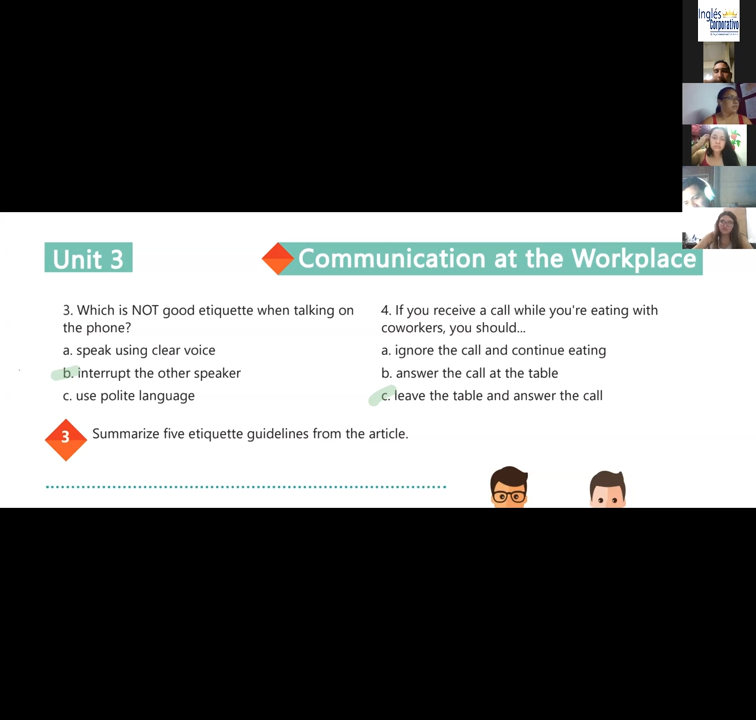 Inglés
Corporativo
Unit 3
Communication at the Workplace
3. Which is NOT good etiquette when talking on
the phone?
a. speak using clear voice
b. interrupt the other speaker
c. use polite language
4. If you receive a call while you're eating with
coworkers, you should...
a. ignore the call and continue eating
b. answer the call at the table
c. leave the table and answer the call
3
Summarize five etiquette guidelines from the article.